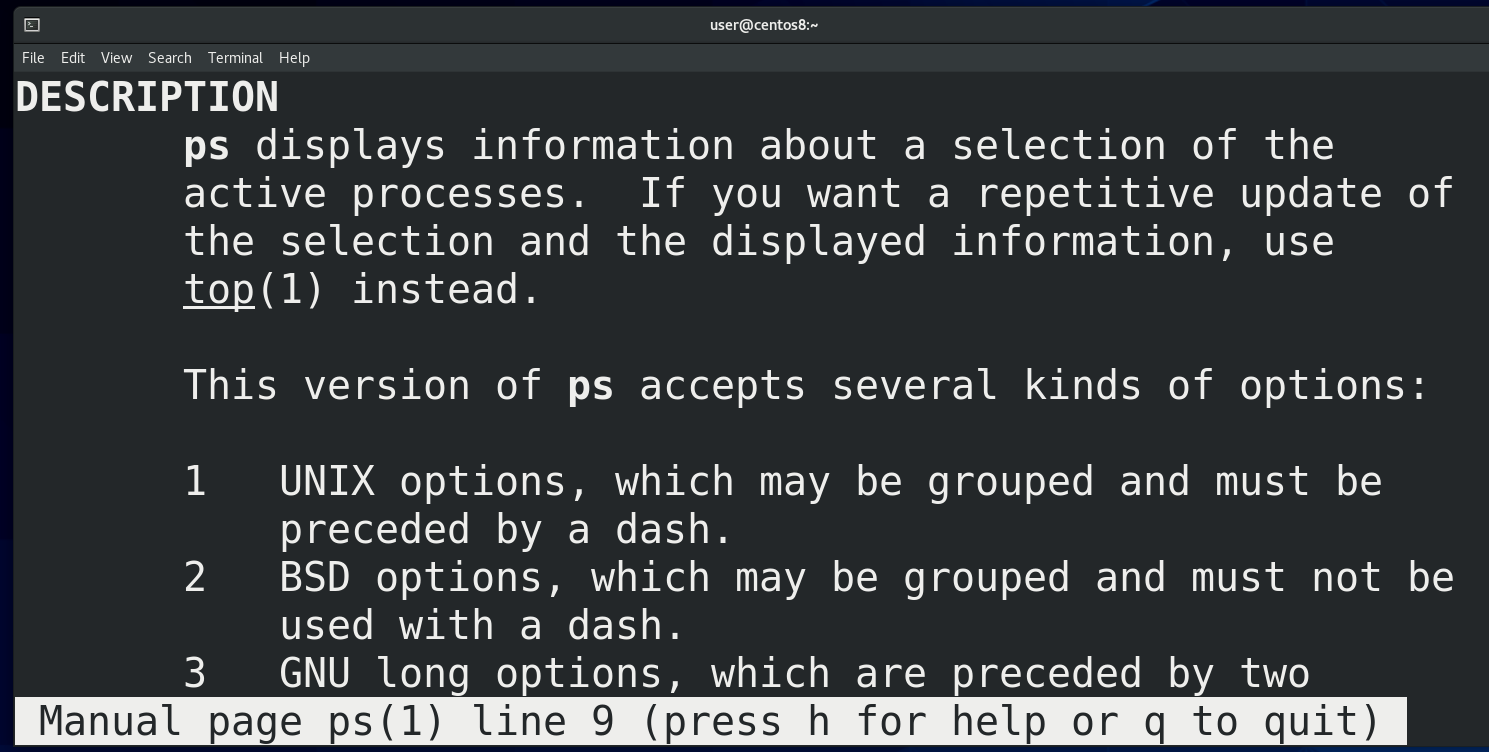 user@centos8:~
File Edit View Search Terminal Help
DESCRIPTION
ps displays information about a selection of the
active processes.  If you want a repetitive update of
the selection and the displayed information, use
top(1) instead.
This version of ps accepts several kinds of options:
1   UNIX options, which may be grouped and must be
preceded by a dash.
2   BSD options, which may be grouped and must not be
used with a dash.
3   GNU long options, which are preceded by two
Manual page ps(1) line 9 (press h for help or q to quit)